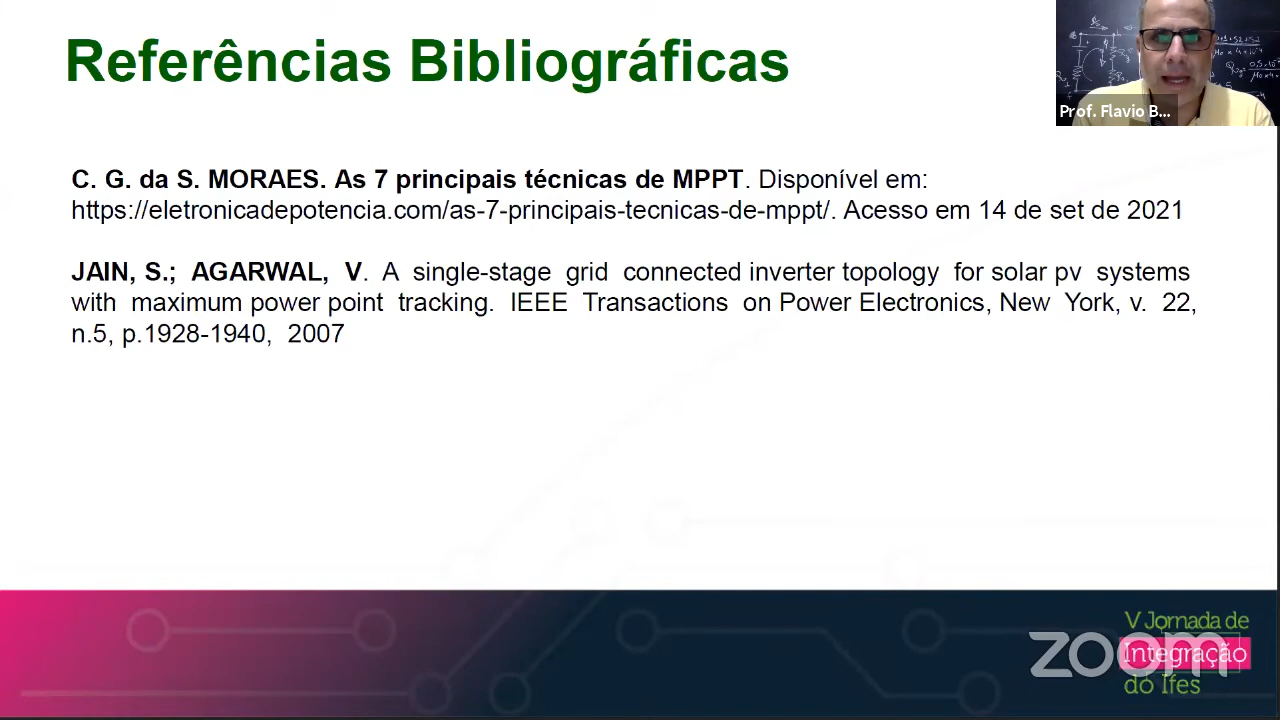 Referências Bibliográficas
Prof. Flavio B...
C. G. da S. MORAES. As 7 principais técnicas de MPPT. Disponível em:
https://eletronicadepotencia.com/as-7-principais-tecnicas-de-mppt/. Acesso em 14 de set de 2021
JAIN, S.; AGARWAL, V. A single-stage grid connected inverter topology for solar pv systems
with maximum power point tracking. IEEE Transactions on Power Electronics, New York, v. 22,
n.5, p.1928-1940, 2007
V Jornada de
Integração
do Ifes
zoom